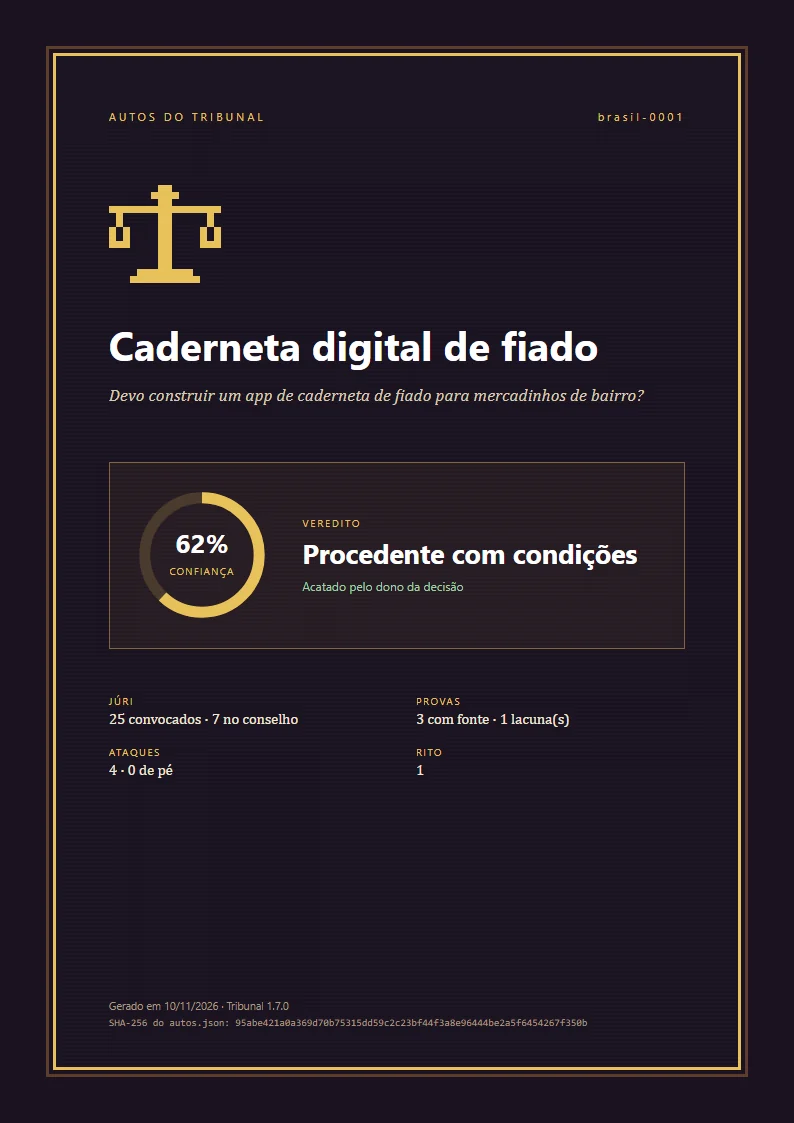 AUTOS DO TRIBUNAL
brasil-0001
Caderneta digital de fiado
Devo construir um app de caderneta de fiado para mercadinhos de bairro?
62%
CONFIANÇA
VEREDITO
Procedente com condições
Acatado pelo dono da decisão
JÚRI
25 convocados · 7 no conselho
PROVAS
3 com fonte · 1 lacuna(s)
ATAQUES
4 · 0 de pé
RITO
1
Gerado em 10/11/2026 · Tribunal 1.7.0
SHA-256 do autos.json: 95abe421a0a369d70b75315dd59c2c23bf44f3a8e96444be2a5f6454267f350b